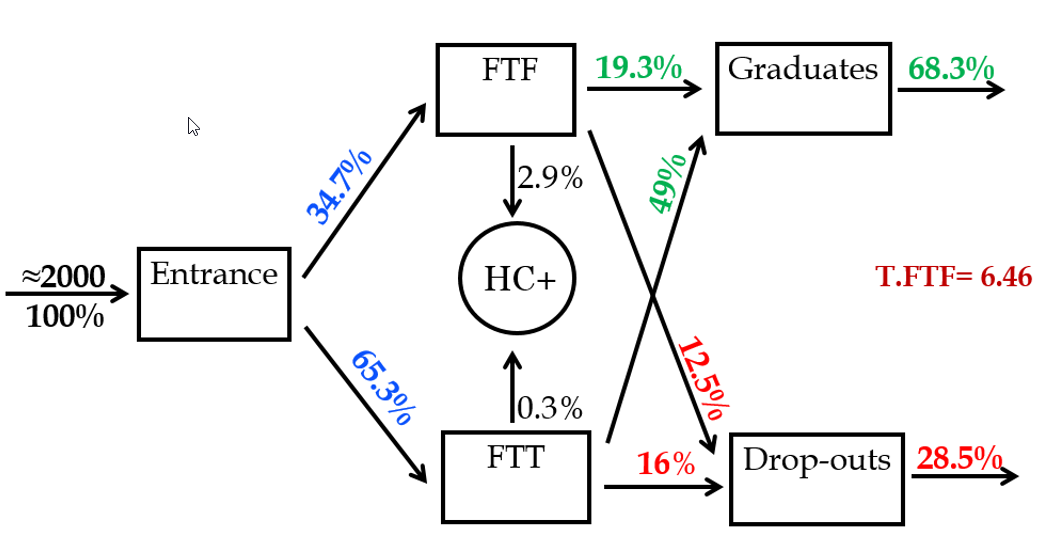 FTF
19.3%
Graduates
68.3%
34.7%
2.9%
49%
≈2000
100%
Entrance
HC+
T.FTF= 6.46
65.3%
12.5%
0.3%
FTT
16%
Drop-outs
28.5%